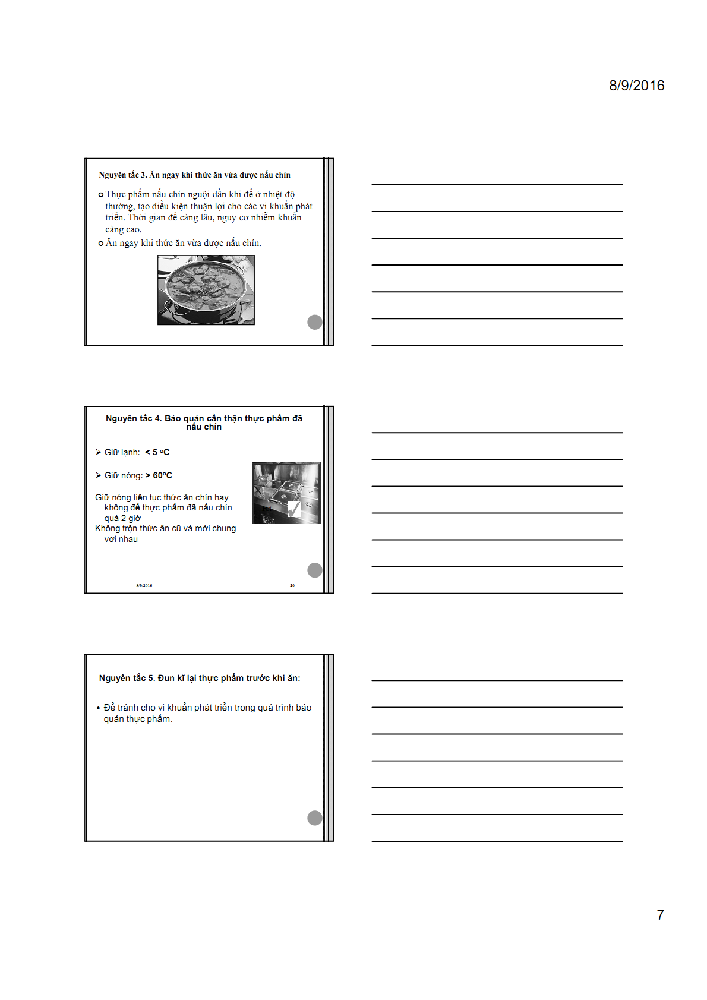 8/9/2016
Nguyên tắc 3. Ăn ngay khi thức ăn vừa được nấu chín
Thực phẩm nấu chín nguội dần khi để ở nhiệt độ
thường, tạo điều kiện thuận lợi cho các vi khuẩn phát
triển. Thời gian để càng lâu, nguy cơ nhiễm khuẩn
càng cao.
Ăn ngay khi thức ăn vừa được nấu chín.
Nguyên tắc 4. Bảo quản cẩn thận thực phẩm đã
nấu chín
Giữ lạnh: < 5 ºC
Giữ nóng: > 60ºC
Giữ nóng liên tục thức ăn chín hay
không để thực phẩm đã nấu chín
quá 2 giờ
Không trộn thức ăn cũ và mới chung
vơi nhau
8/9/2016 20
Nguyên tắc 5. Đun kĩ lại thực phẩm trước khi ăn:
• Để tránh cho vi khuẩn phát triển trong quá trình bảo
quản thực phẩm.
7